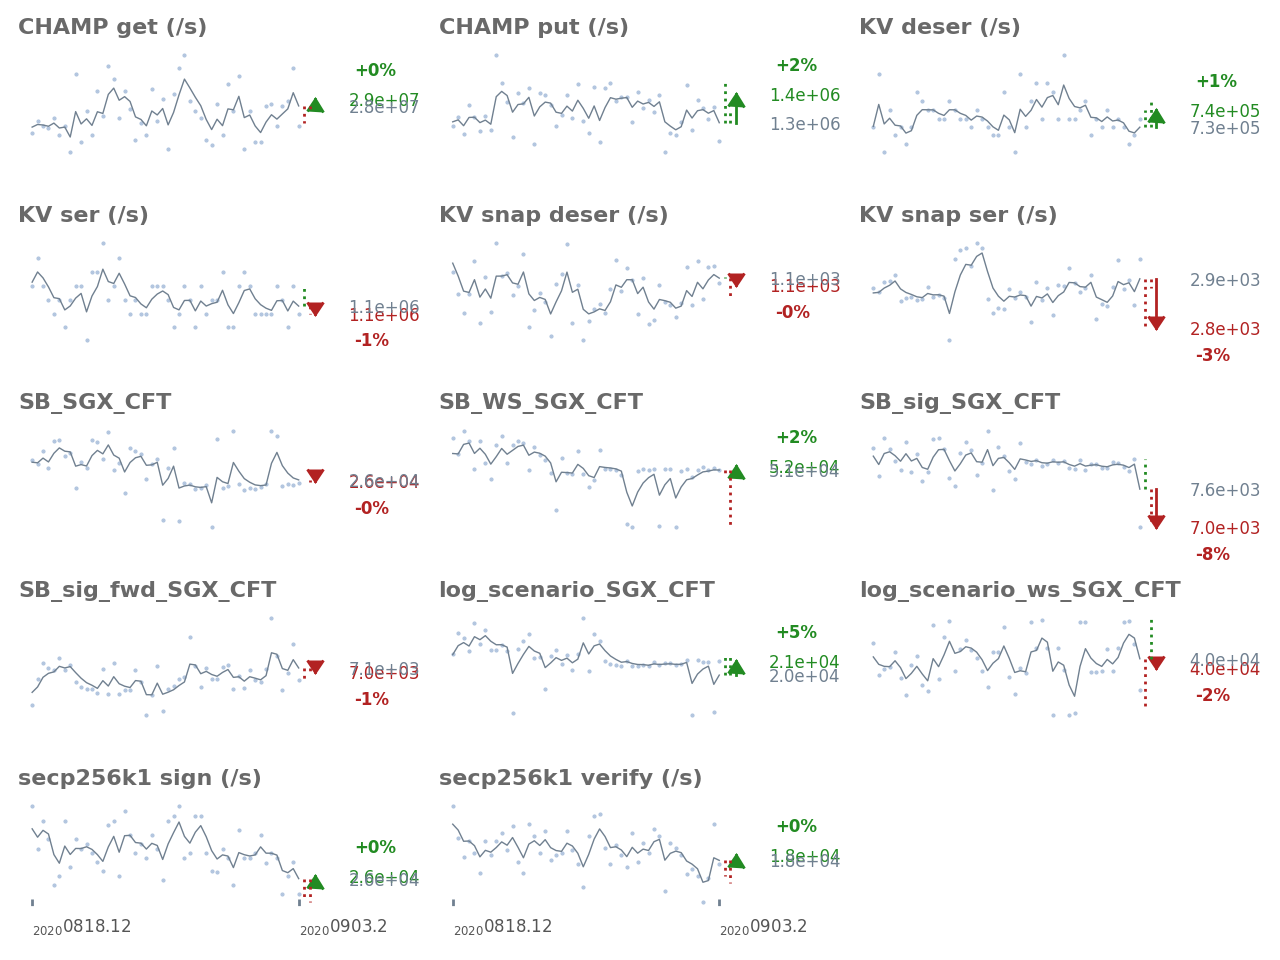 CHAMP get (/s)
+0%
2.9e+07
2.8e+07
CHAMP put (/s)
+2%
1.4e+06
1.3e+06
KV deser (/s)
+1%
7.4e+05
7.3e+05
KV ser (/s)
1.1e+06
1.1e+06
-1%
KV snap deser (/s)
1.1e+03
1.1e+03
-0%
KV snap ser (/s)
2.9e+03
2.8e+03
-3%
SB_SGX_CFT
2.6e+04
2.6e+04
-0%
SB_WS_SGX_CFT
+2%
5.2e+04
5.1e+04
SB_sig_SGX_CFT
7.6e+03
7.0e+03
-8%
SB_sig_fwd_SGX_CFT
7.1e+03
7.0e+03
-1%
log_scenario_SGX_CFT
+5%
2.1e+04
2.0e+04
log_scenario_ws_SGX_CFT
4.0e+04
4.0e+04
-2%
secp256k1 sign (/s)
+0%
2.6e+04
2.6e+04
20200818.12
20200903.2
secp256k1 verify (/s)
+0%
1.8e+04
1.8e+04
20200818.12
20200903.2